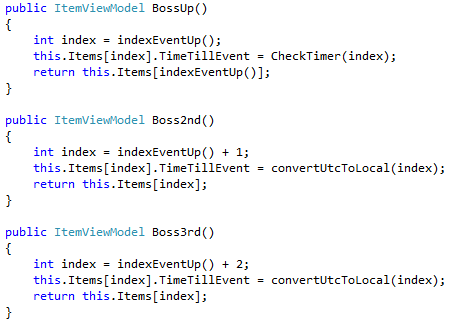 public ItemViewModel BossUp()
{
    int index = indexEventUp();
    this.Items[index].TimeTillEvent = CheckTimer(index);
    return this.Items[indexEventUp()];
}

public ItemViewModel Boss2nd()
{
    int index = indexEventUp() + 1;
    this.Items[index].TimeTillEvent = convertUtcToLocal(index);
    return this.Items[index];
}

public ItemViewModel Boss3rd()
{
    int index = indexEventUp() + 2;
    this.Items[index].TimeTillEvent = convertUtcToLocal(index);
    return this.Items[index];
}